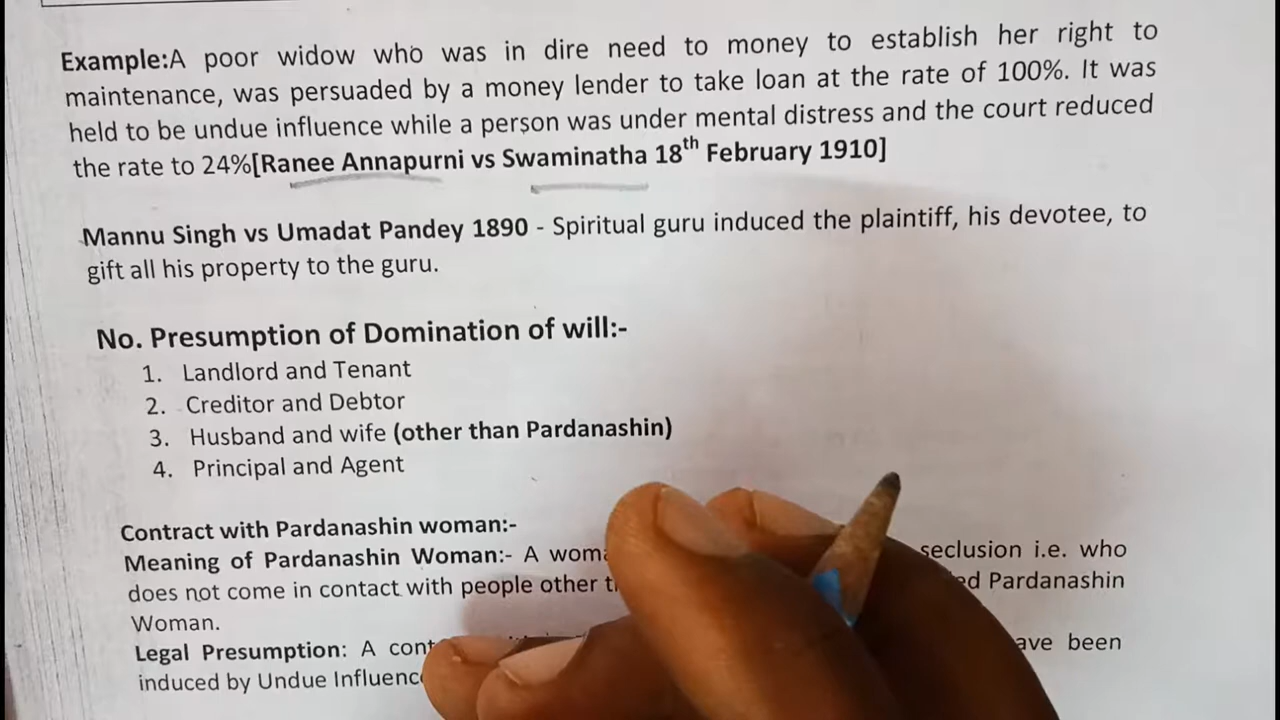 Example:A poor widow who was in dire need to money to establish her right to
maintenance, was persuaded by a money lender to take loan at the rate of 100%. It was
held to be undue influence while a person was under mental distress and the court reduced
the rate to 24%[Ranee Annapurni vs Swaminatha 18th February 1910]
Mannu Singh vs Umadat Pandey 1890 - Spiritual guru induced the plaintiff, his devotee, to
gift all his property to the guru.
No. Presumption of Domination of will:-
1. Landlord and Tenant
2. Creditor and Debtor
3. Husband and wife (other than Pardanashin)
4. Principal and Agent
Contract with Pardanashin woman:-
Meaning of Pardanashin Woman:- A seclusion i.e. who
does not come in contact with people other Pardanashin
Woman.
Legal Presumption: A been
induced by Undue